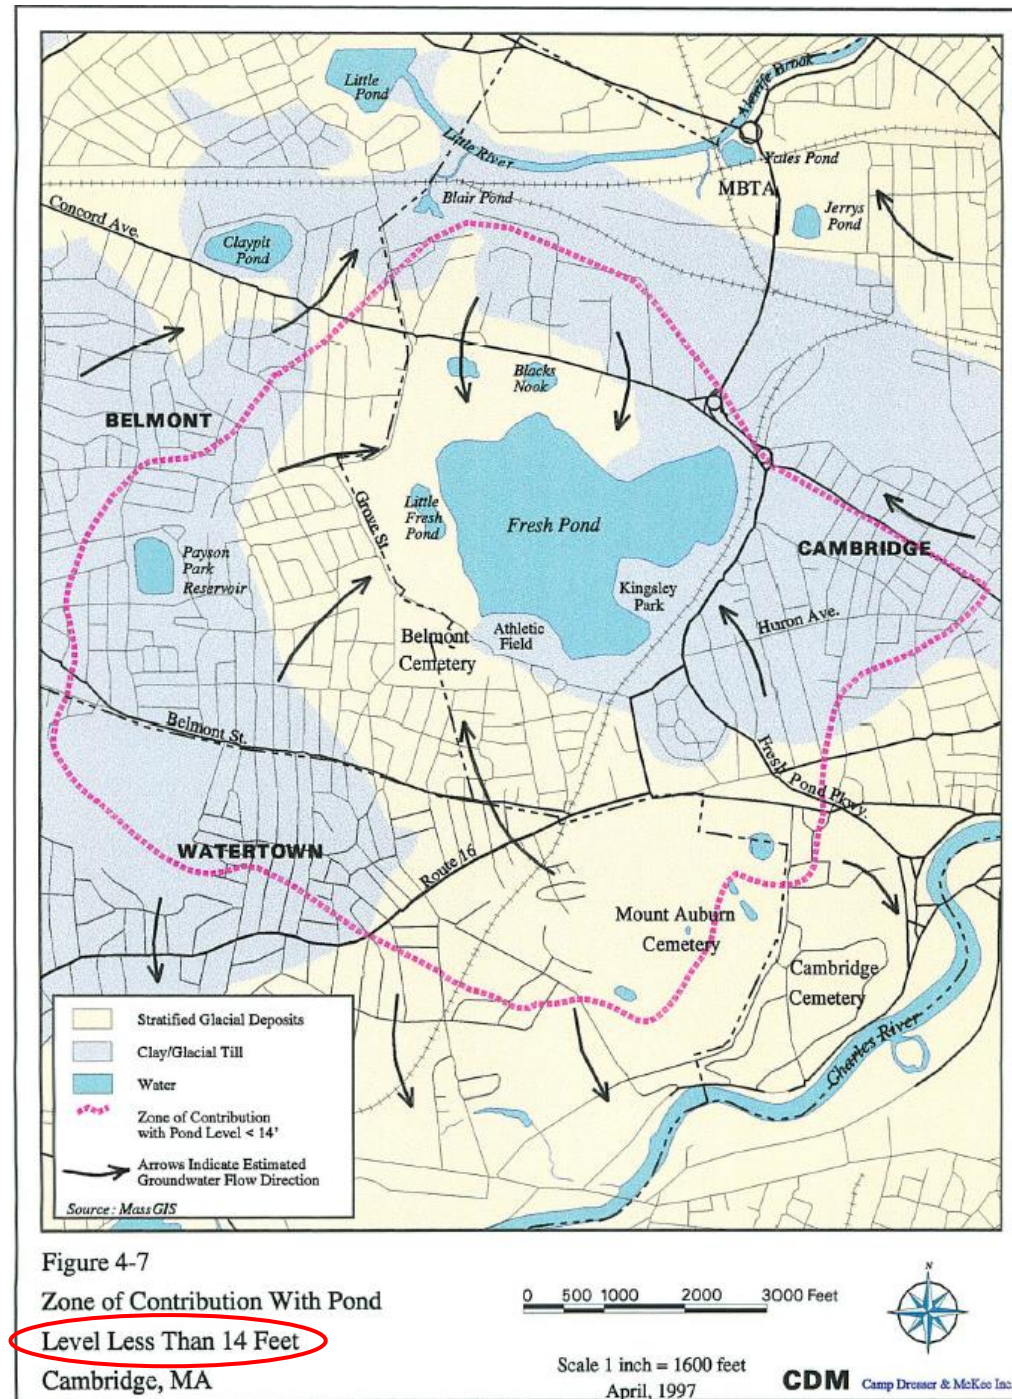 Little
Pond
Alewife Brook
Little River
Yates Pond
MBTA
Blair Pond
Jerrys
Pond
Concord Ave.
Claypit
Pond
Blacks
Nook
BELMONT
Little
Fresh
Pond
Fresh Pond
Grove St.
CAMBRIDGE
Payson
Park
Reservoir
Kingsley
Park
Huron Ave.
Athletic
Field
Belmont
Cemetery
Belmont St.
Fresh Pond Pkwy.
WATERTOWN
Route 16
Mount Auburn
Cemetery
Cambridge
Cemetery
Charles River
Stratified Glacial Deposits
Clay/Glacial Till
Water
Zone of Contribution
with Pond Level < 14'
Arrows Indicate Estimated
Groundwater Flow Direction
Source: MassGIS
Figure 4-7
Zone of Contribution With Pond
Level Less Than 14 Feet
Cambridge, MA
0 500 1000 2000 3000 Feet
Scale 1 inch = 1600 feet
April, 1997
N
CDM Camp Dresser & McKee Inc